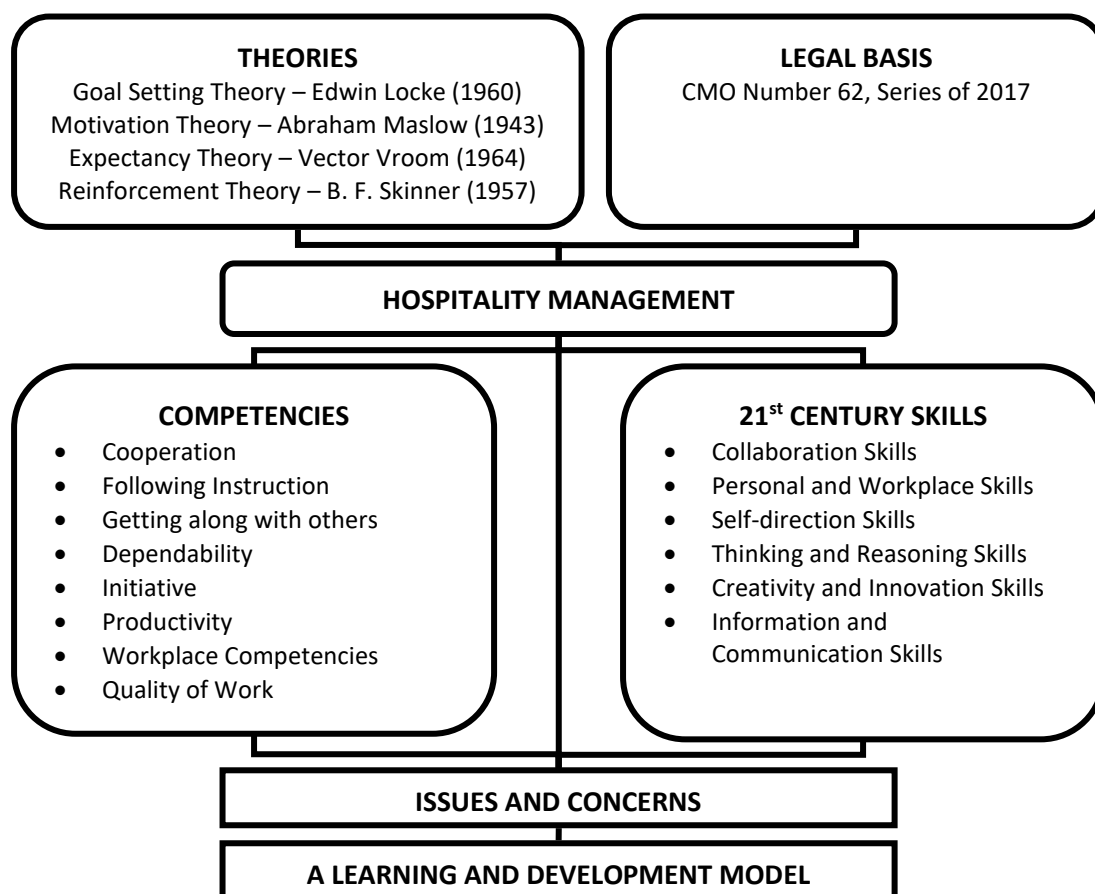 THEORIES
Goal Setting Theory – Edwin Locke (1960)
Motivation Theory – Abraham Maslow (1943)
Expectancy Theory – Vector Vroom (1964)
Reinforcement Theory – B. F. Skinner (1957)
LEGAL BASIS
CMO Number 62, Series of 2017
HOSPITALITY MANAGEMENT
COMPETENCIES
• Cooperation
• Following Instruction
• Getting along with others
• Dependability
• Initiative
• Productivity
• Workplace Competencies
• Quality of Work
21st CENTURY SKILLS
• Collaboration Skills
• Personal and Workplace Skills
• Self-direction Skills
• Thinking and Reasoning Skills
• Creativity and Innovation Skills
• Information and
Communication Skills
ISSUES AND CONCERNS
A LEARNING AND DEVELOPMENT MODEL